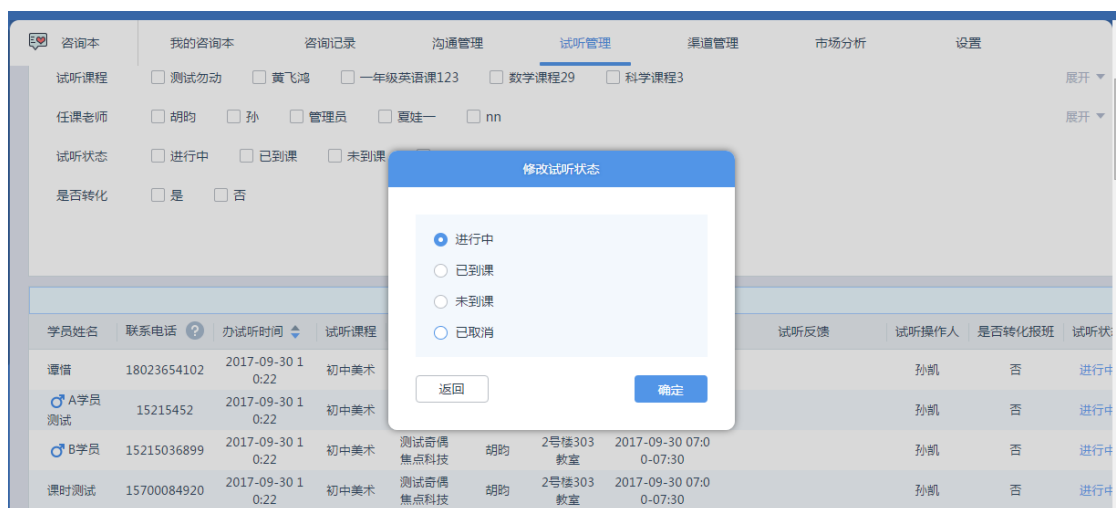 咨询本 我的咨询本 咨询记录 沟通管理 试听管理 渠道管理 市场分析 设置
试听课程 测试勿动 黄飞鸿 一年级英语课123 数学课程29 科学课程3 展开
任课老师 胡昀 孙 管理员 夏娃一 nn 展开
试听状态 进行中 已到课 未到课
修改试听状态
是否转化 是 否
进行中
已到课
未到课
已取消
学员姓名 联系电话 ? 办试听时间 试听课程 试听反馈 试听操作人 是否转化报班 试听状
谭借 18023654102 2017-09-30 1 初中美术 孙凯 否 进行中
0:22
返回 确定
A学员 15215452 2017-09-30 1 初中美术 孙凯 否 进行中
测试 0:22
B学员 15215036899 2017-09-30 1 初中美术 测试奇偶 胡昀 2号楼303 2017-09-30 07:0 孙凯 否 进行中
0:22 焦点科技 教室 0-07:30
课时测试 15700084920 2017-09-30 1 初中美术 测试奇偶 胡昀 2号楼303 2017-09-30 07:0 孙凯 否 进行中
0:22 焦点科技 教室 0-07:30